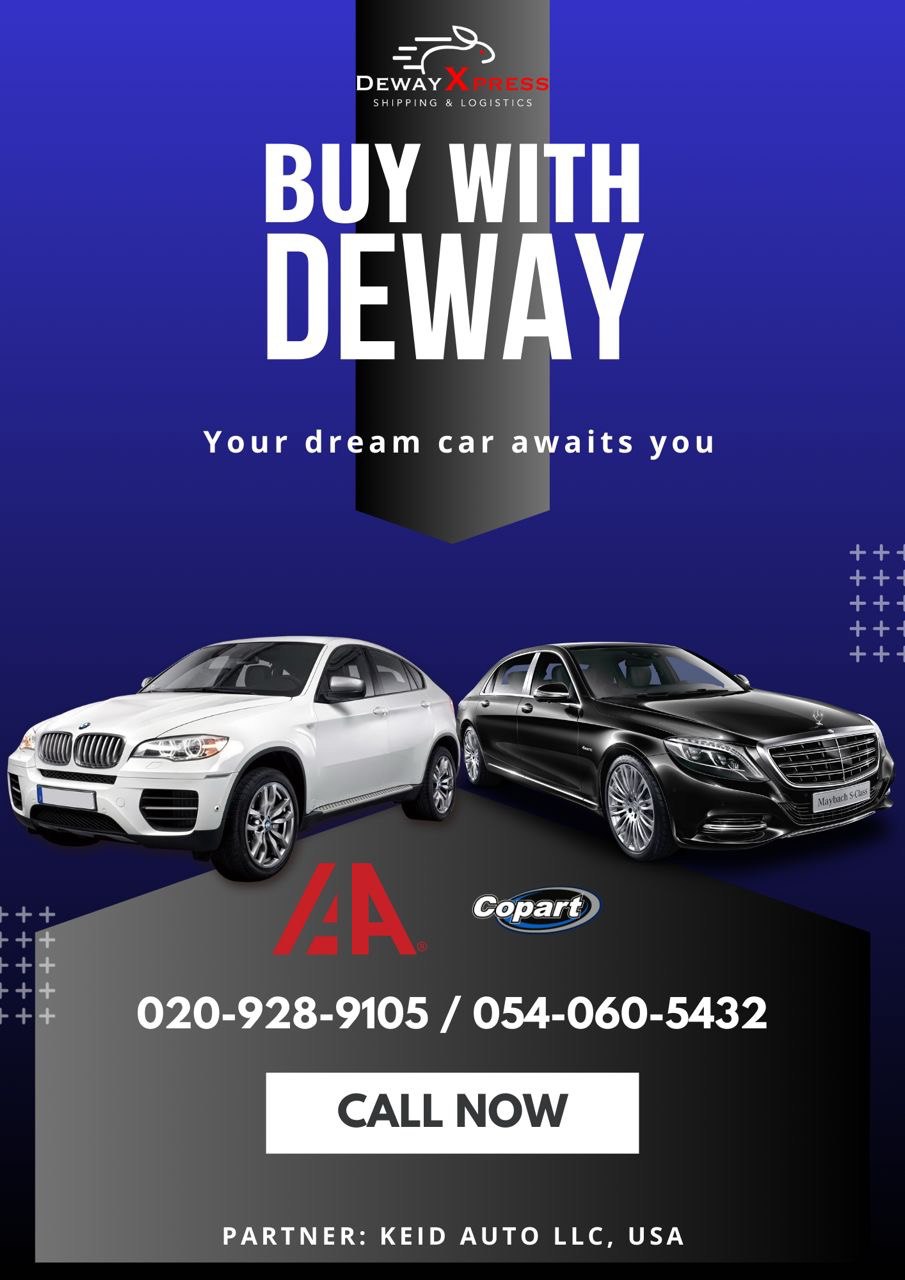 DEWAYXPRESS
SHIPPING & LOGISTICS
BUY WITH
DEWAY
Your dream car awaits you
Maybach S-Class
IAA®
Copart
020-928-9105 / 054-060-5432
CALL NOW
PARTNER: KEID AUTO LLC, USA